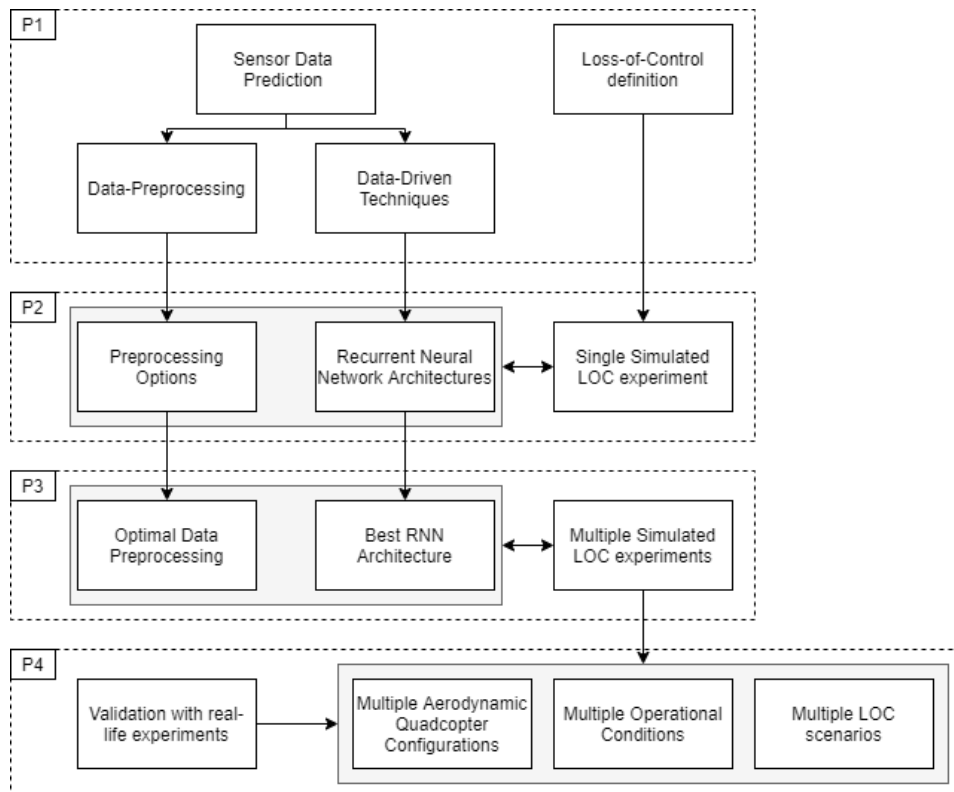 P1
Sensor Data
Prediction
Loss-of-Control
definition
Data-Preprocessing
Data-Driven
Techniques
P2
Preprocessing
Options
Recurrent Neural
Network Architectures
Single Simulated
LOC experiment
P3
Optimal Data
Preprocessing
Best RNN
Architecture
Multiple Simulated
LOC experiments
P4
Validation with real-
life experiments
Multiple Aerodynamic
Quadcopter
Configurations
Multiple Operational
Conditions
Multiple LOC
scenarios